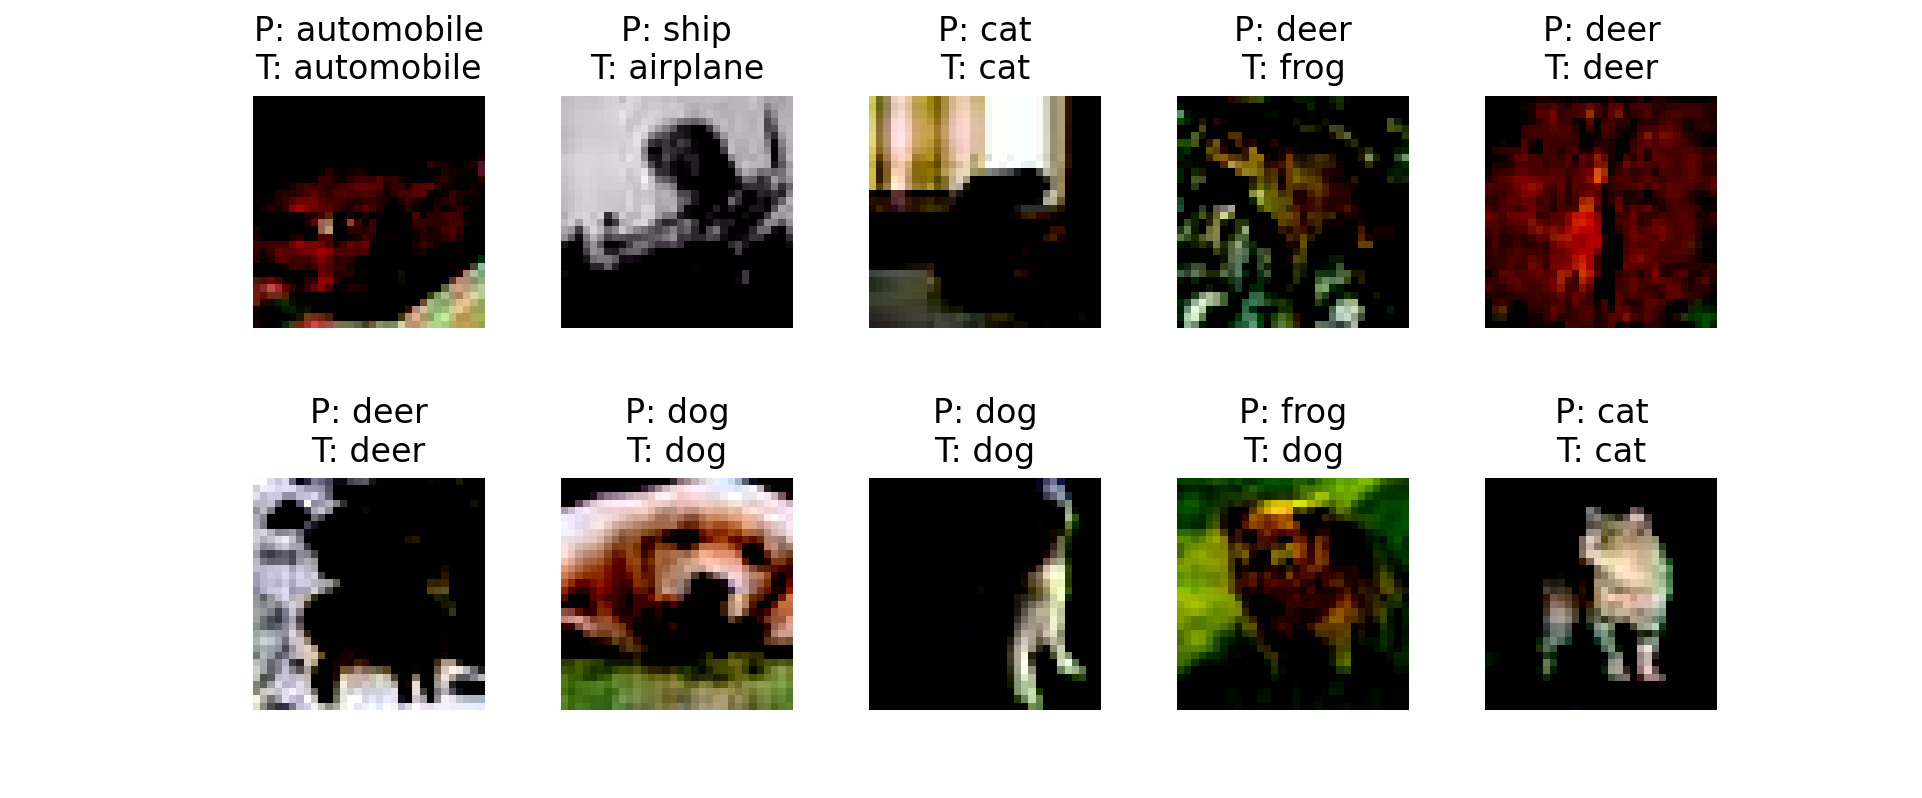 P: automobile
T: automobile
P: ship
T: airplane
P: cat
T: cat
P: deer
T: frog
P: deer
T: deer
P: deer
T: deer
P: dog
T: dog
P: dog
T: dog
P: frog
T: dog
P: cat
T: cat